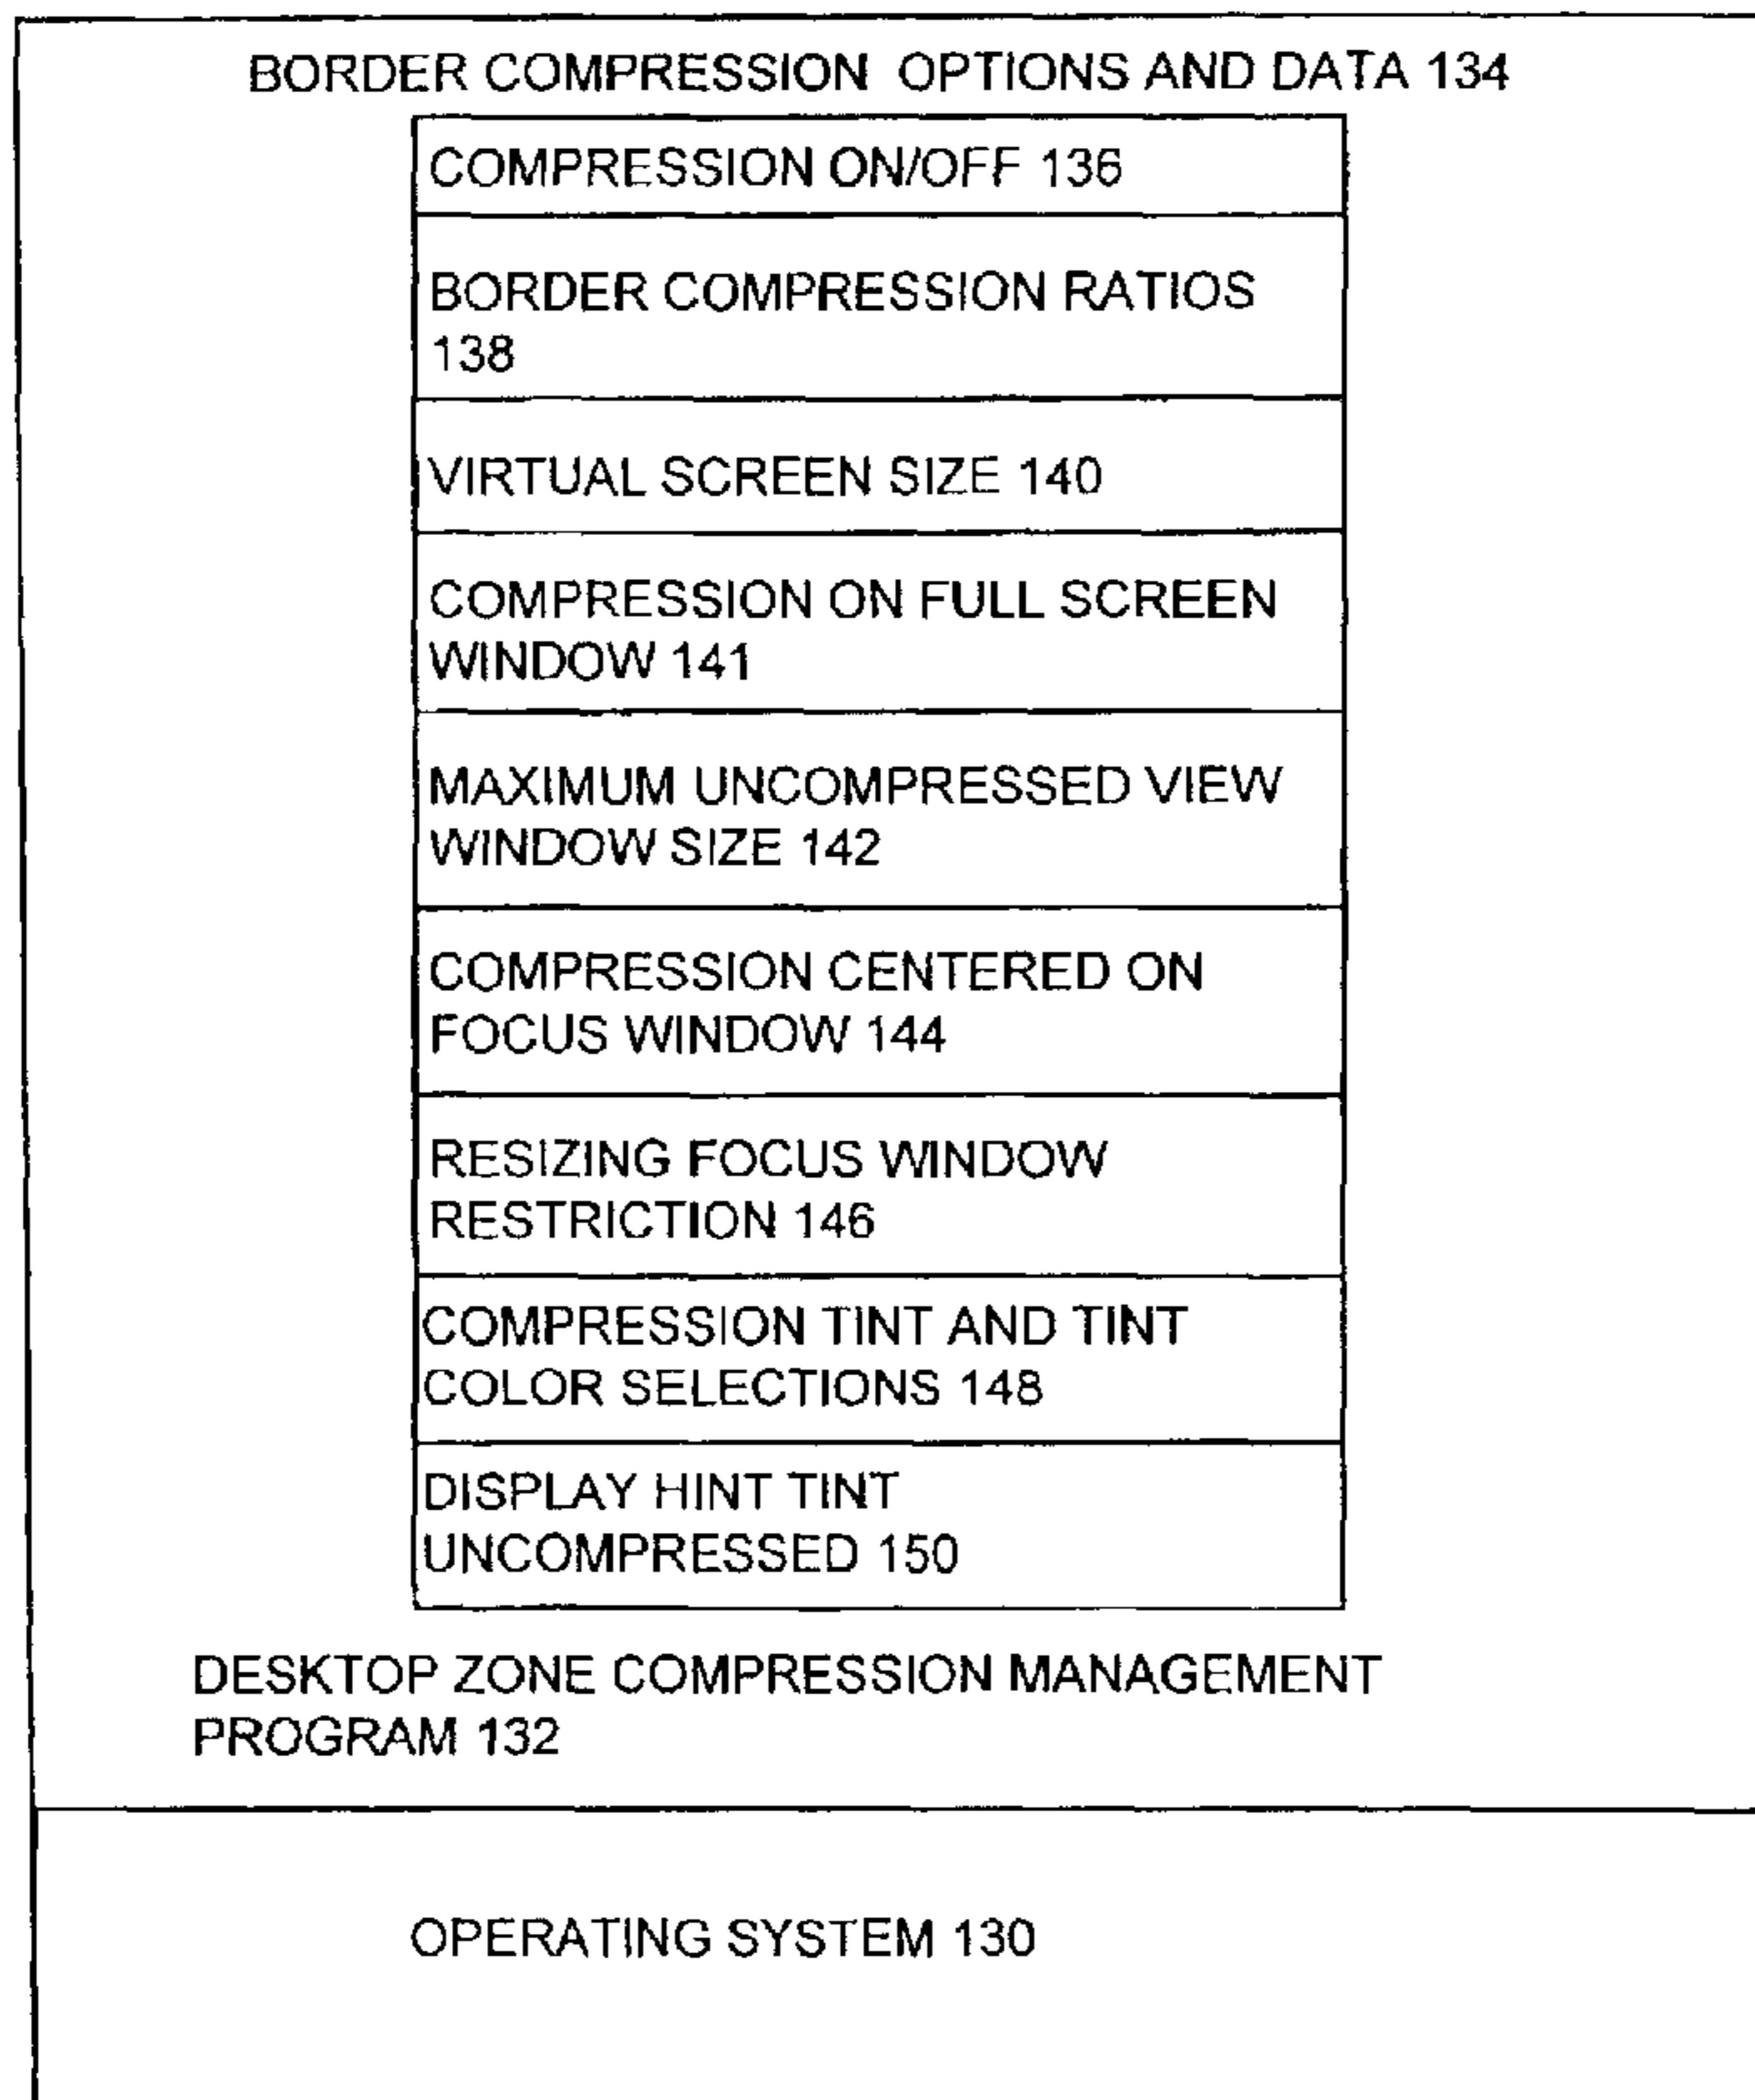 BORDER COMPRESSION OPTIONS AND DATA 134
COMPRESSION ON/OFF 136
BORDER COMPRESSION RATIOS
138
VIRTUAL SCREEN SIZE 140
COMPRESSION ON FULL SCREEN
WINDOW 141
MAXIMUM UNCOMPRESSED VIEW
WINDOW SIZE 142
COMPRESSION CENTERED ON
FOCUS WINDOW 144
RESIZING FOCUS WINDOW
RESTRICTION 146
COMPRESSION TINT AND TINT
COLOR SELECTIONS 148
DISPLAY HINT TINT
UNCOMPRESSED 150
DESKTOP ZONE COMPRESSION MANAGEMENT
PROGRAM 132
OPERATING SYSTEM 130